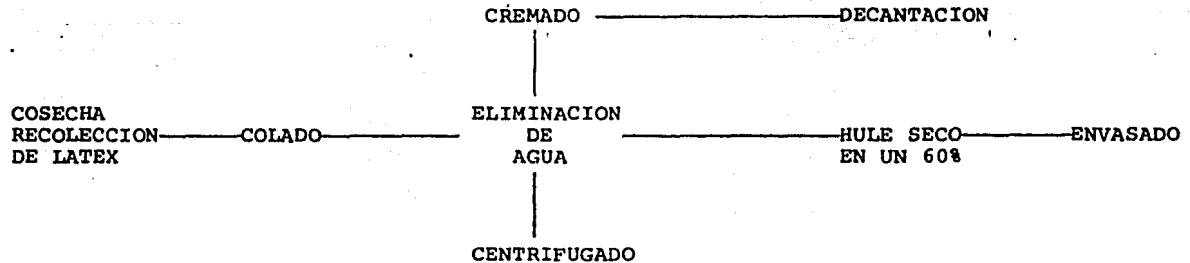 CREMADO DECANTACION
COSECHA
RECOLECCION
DE LATEX
COLADO
ELIMINACION
DE
AGUA
HULE SECO
EN UN 60%
ENVASADO
CENTRIFUGADO